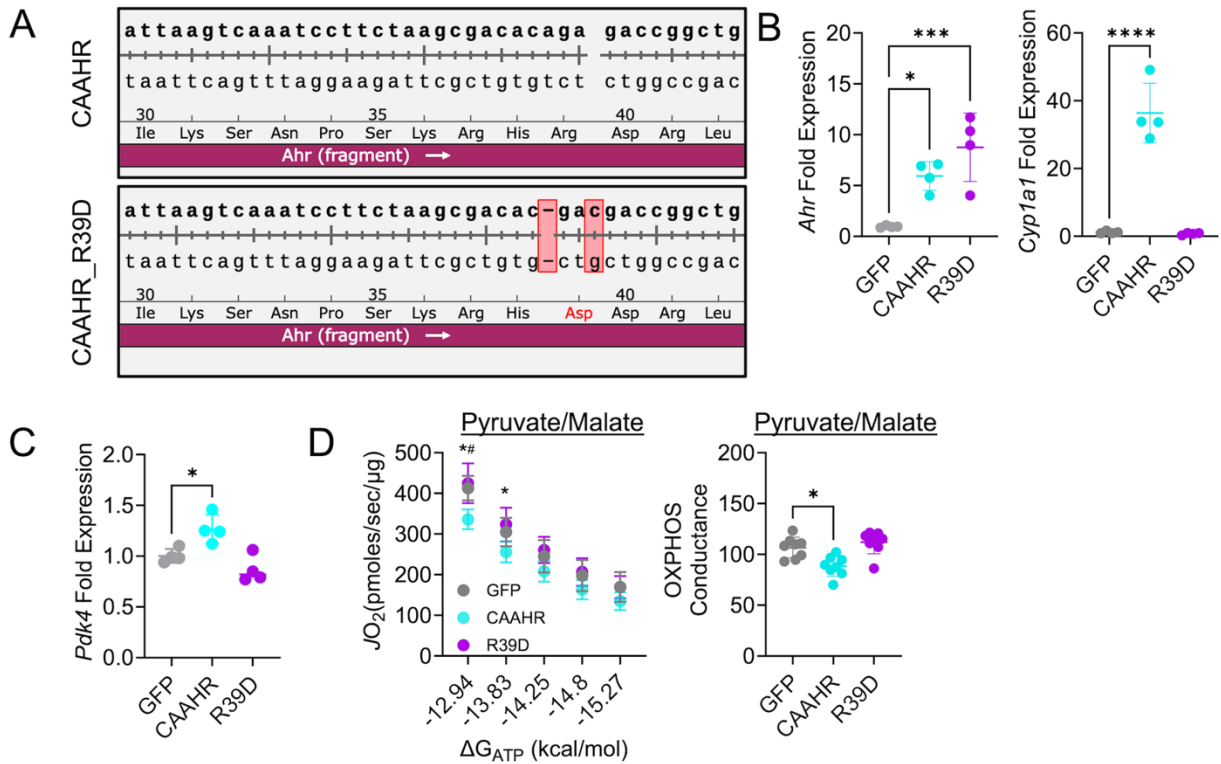 A
CAAHR
attaagtcaaatccttctaagcgacacaga gaccggctg
taattcagtttaggaagattcgctgtgtct ctggccgac
30 35 40
Ile Lys Ser Asn Pro Ser Lys Arg His Arg Asp Arg Leu
Ahr (fragment) →
CAAHR_R39D
attaagtcaaatccttctaagcgacac-gacgaccggctg
taattcagtttaggaagattcgctgtg-ctgctggccgac
30 35 40
Ile Lys Ser Asn Pro Ser Lys Arg His Asp Asp Arg Leu
Ahr (fragment) →
B
Ahr Fold Expression
20
15
10
5
0
***
*
GFP
CAAHR
R39D
Cyp1a1 Fold Expression
60
40
20
0
****
GFP
CAAHR
R39D
C
Pdk4 Fold Expression
2.0
1.5
1.0
0.5
0.0
*
GFP
CAAHR
R39D
D
Pyruvate/Malate
JO2(pmoles/sec/µg)
500
400
300
200
100
0
*#
*
GFP
CAAHR
R39D
-12.94
-13.83
-14.25
-14.8
-15.27
ΔGATP (kcal/mol)
Pyruvate/Malate
OXPHOS
Conductance
200
150
100
50
0
*
GFP
CAAHR
R39D